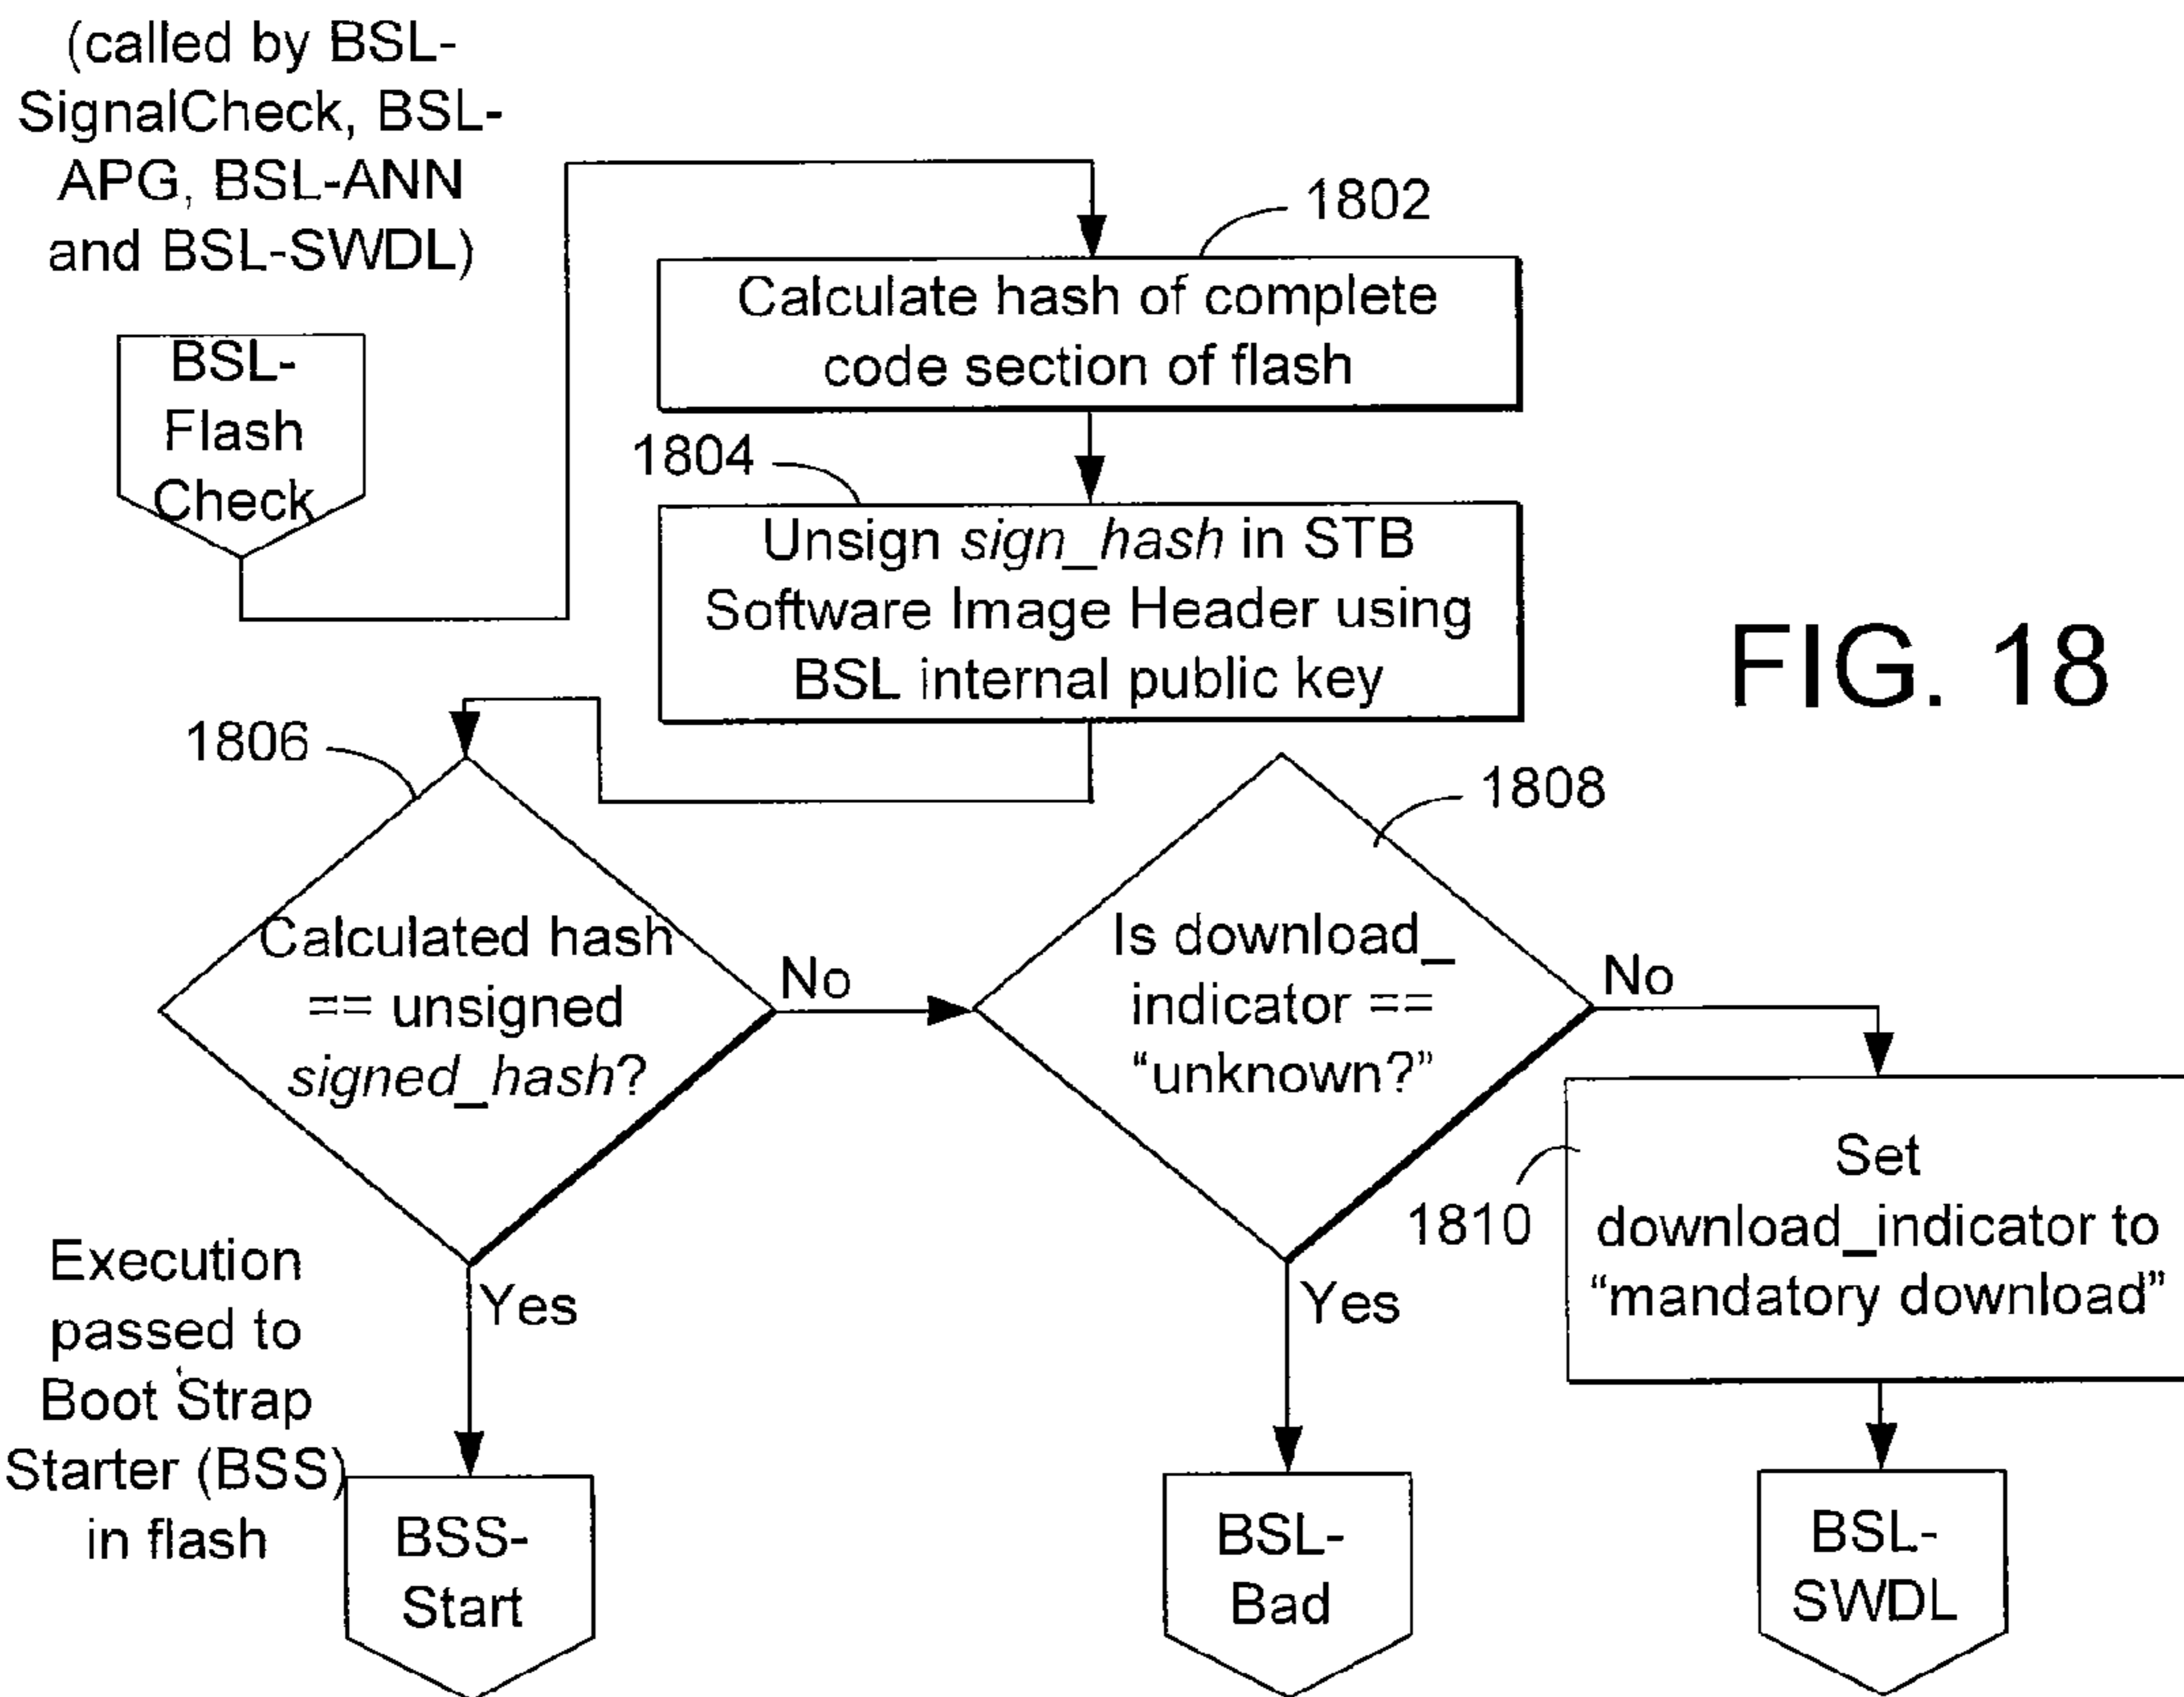 (called by BSL-
SignalCheck, BSL-
APG, BSL-ANN
and BSL-SWDL)
BSL-
Flash
Check
1802
Calculate hash of complete
code section of flash
1804
Unsign sign_hash in STB
Software Image Header using
BSL internal public key
FIG. 18
1806
Calculated hash
== unsigned
signed_hash?
No
1808
Is download_
indicator ==
“unknown?”
No
1810
Set
download_indicator to
“mandatory download”
Yes
Yes
Execution
passed to
Boot Strap
Starter (BSS)
in flash
BSS-
Start
BSL-
Bad
BSL-
SWDL